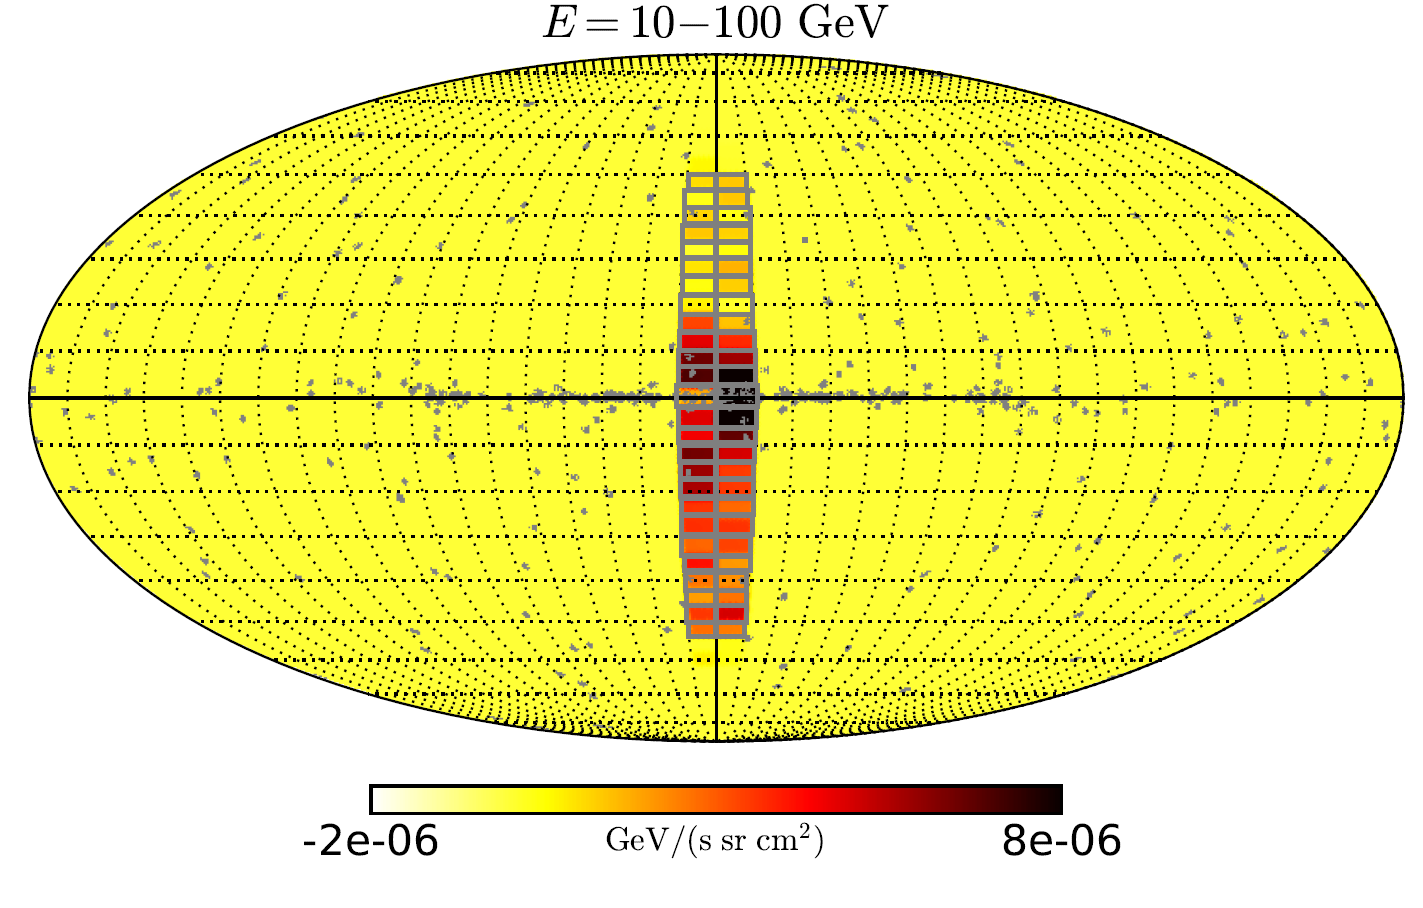 E = 10−100 GeV
-2e-06 GeV/(s sr cm²) 8e-06